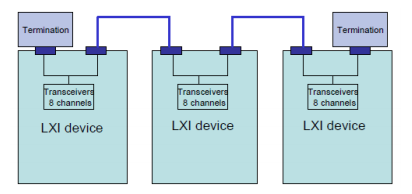 Termination
Termination
Transceivers
8 channels
Transceivers
8 channels
Transceivers
8 channels
LXI device
LXI device
LXI device